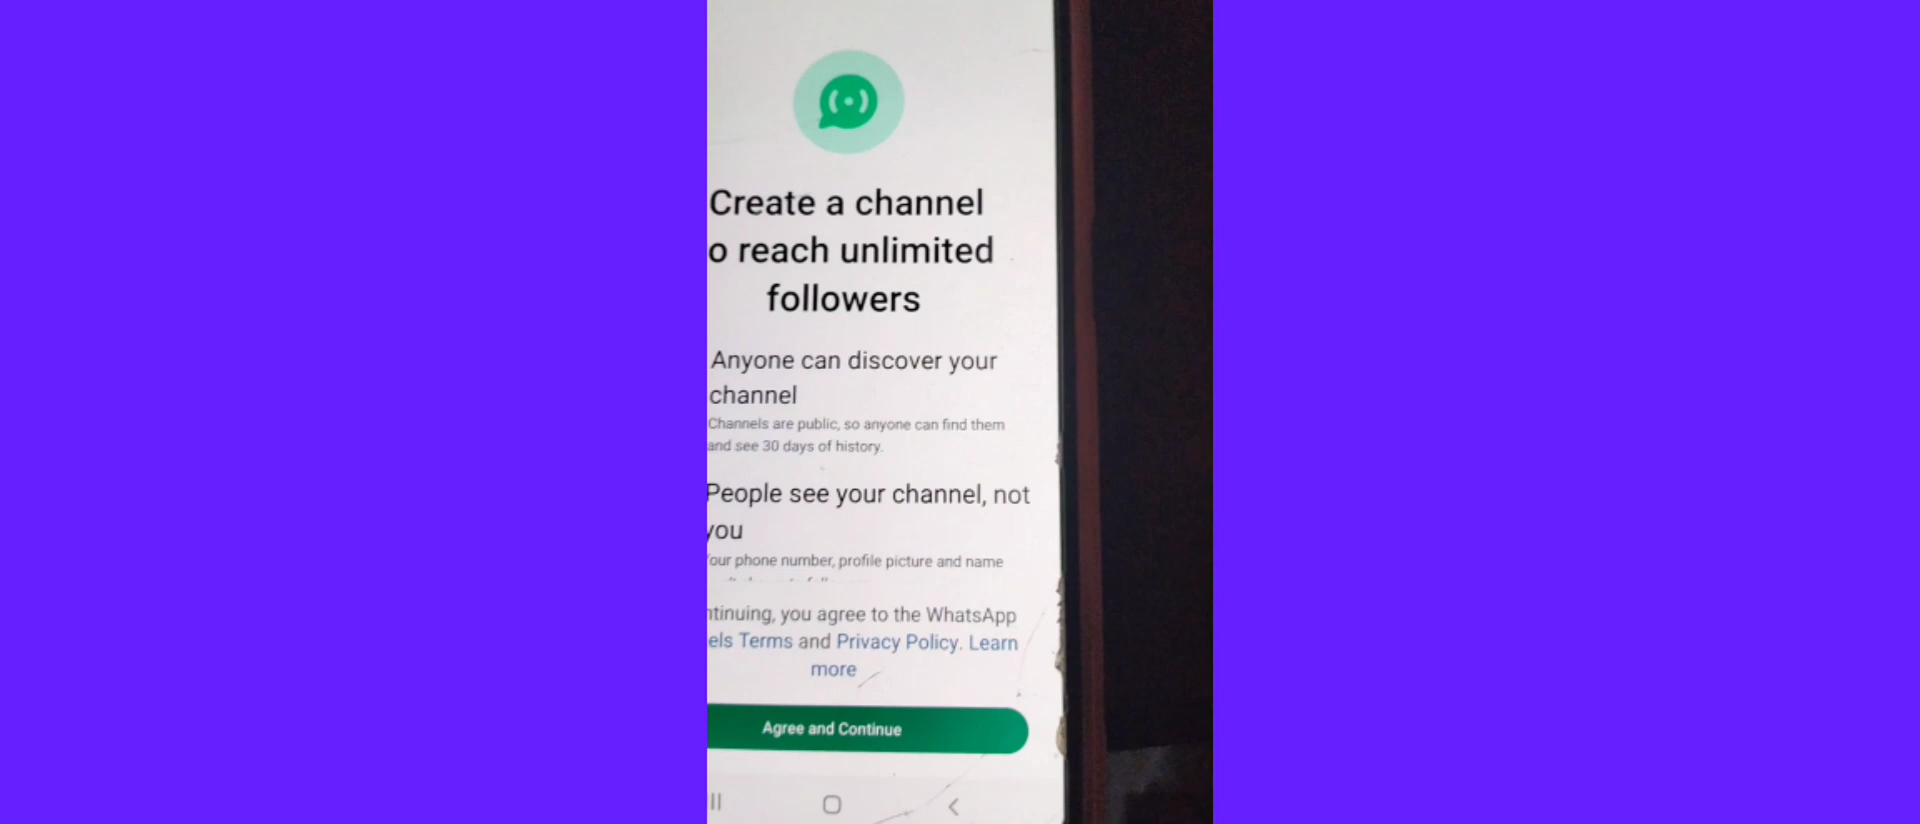 Create a channel
o reach unlimited
followers
Anyone can discover your
channel
Channels are public, so anyone can find them
and see 30 days of history.
People see your channel, not
you
our phone number, profile picture and name
ntinuing, you agree to the WhatsApp
els Terms and Privacy Policy. Learn
more
Agree and Continue